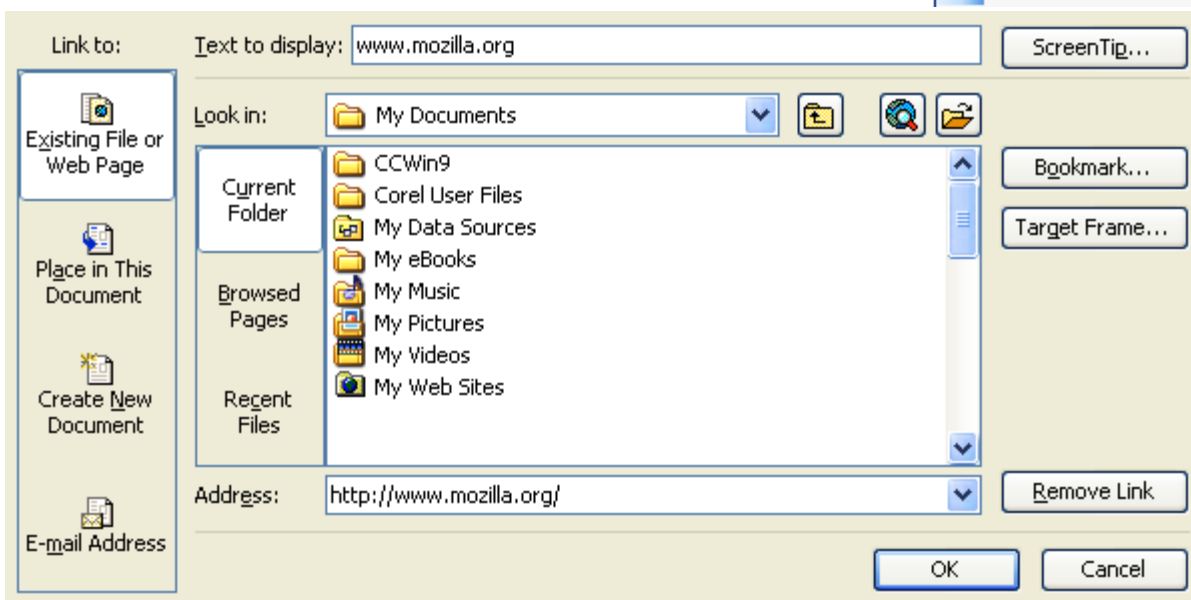 Link to:
Text to display: www.mozilla.org
ScreenTip...
Existing File or
Web Page
Look in: My Documents
Current
Folder
CCWin9
Corel User Files
My Data Sources
My eBooks
My Music
My Pictures
My Videos
My Web Sites
Bookmark...
Target Frame...
Place in This
Document
Browsed
Pages
Create New
Document
Recent
Files
Address: http://www.mozilla.org/
Remove Link
E-mail Address
OK
Cancel